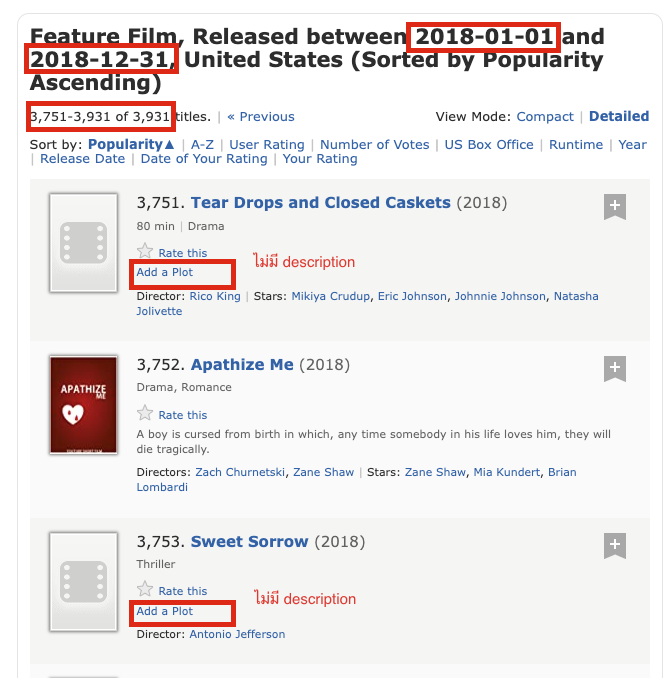 Feature Film, Released between 2018-01-01 and
2018-12-31, United States (Sorted by Popularity
Ascending)
3,751-3,931 of 3,931 titles. | « Previous View Mode: Compact | Detailed
Sort by: Popularity▲ | A-Z | User Rating | Number of Votes | US Box Office | Runtime | Year
| Release Date | Date of Your Rating | Your Rating
3,751. Tear Drops and Closed Caskets (2018)
80 min | Drama
Rate this
ไม่มี description
Add a Plot
Director: Rico King | Stars: Mikiya Crudup, Eric Johnson, Johnnie Johnson, Natasha
Jolivette
APATHIZE
ME
3,752. Apathize Me (2018)
Drama, Romance
Rate this
A boy is cursed from birth in which, any time somebody in his life loves him, they will
die tragically.
Directors: Zach Churnetski, Zane Shaw | Stars: Zane Shaw, Mia Kundert, Brian
Lombardi
3,753. Sweet Sorrow (2018)
Thriller
Rate this
ไม่มี description
Add a Plot
Director: Antonio Jefferson